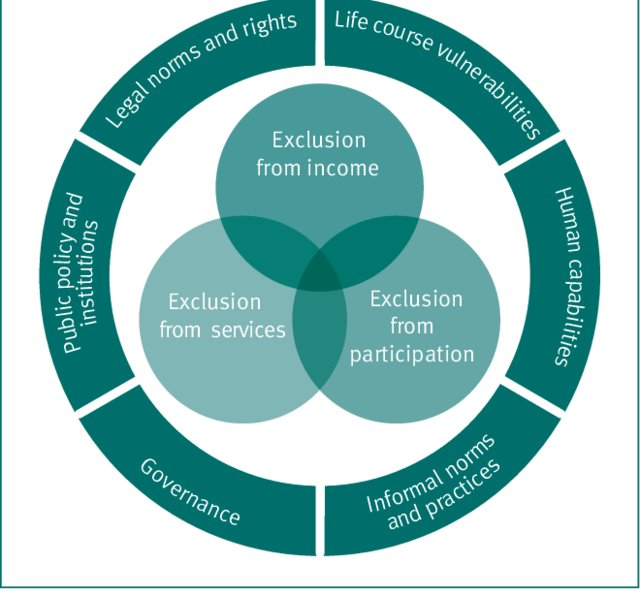 Legal norms and rights
Life course vulnerabilities
Exclusion
from income
Public policy and
institutions
Human capabilities
Exclusion
from services
Exclusion
from
participation
Governance
Informal norms
and practices